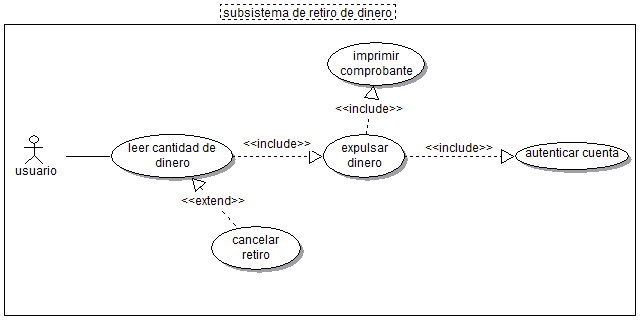 subsistema de retiro de dinero
imprimir
comprobante
<<include>>
leer cantidad de
dinero
<<include>>
expulsar
dinero
<<include>>
autenticar cuenta
usuario
<<extend>>
cancelar
retiro